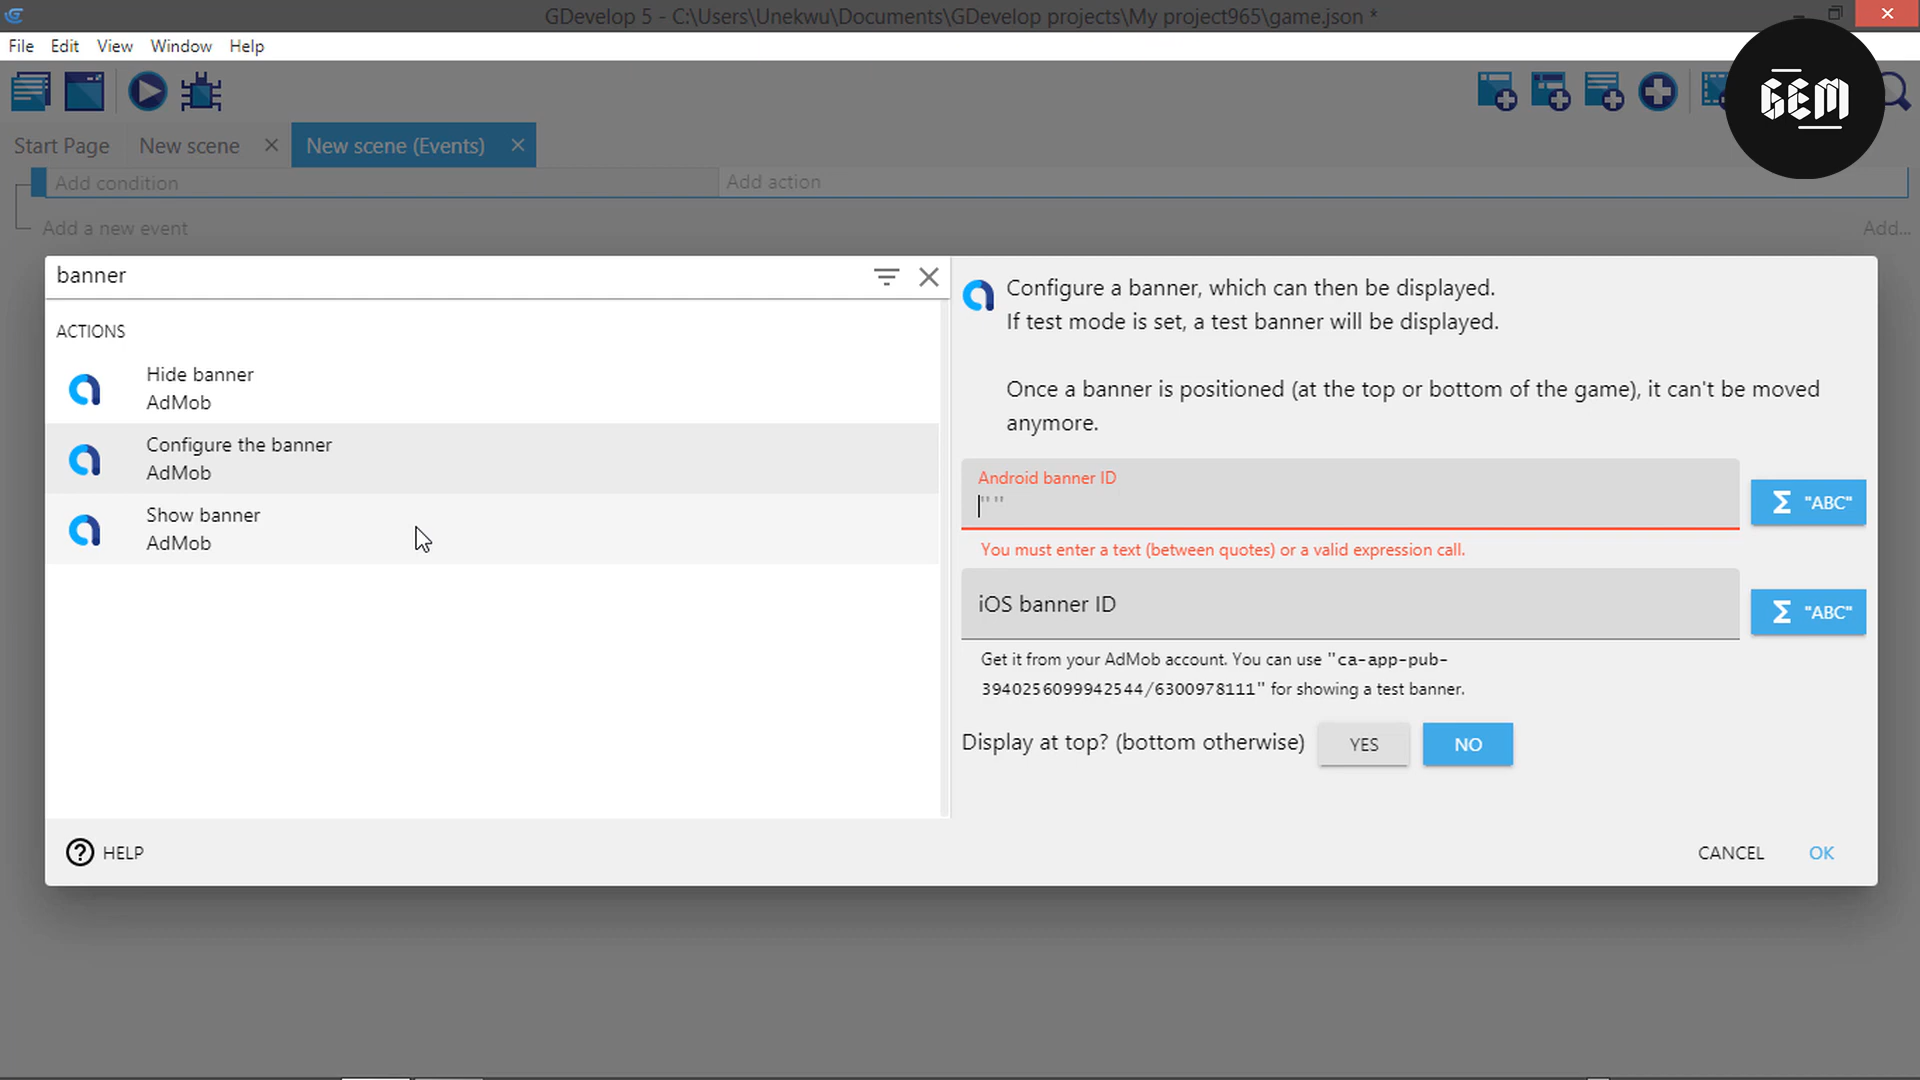 GDevelop 5 - C:\Users\Unekwu\Documents\GDevelop projects\My project965\game.json *
File Edit View Window Help
GEM
Start Page New scene New scene (Events)
Add condition Add action
Add a new event Add...
banner
ACTIONS
Hide banner
AdMob
Configure the banner
AdMob
Show banner
AdMob
Configure a banner, which can then be displayed.
If test mode is set, a test banner will be displayed.
Once a banner is positioned (at the top or bottom of the game), it can't be moved
anymore.
Android banner ID
" "
Σ "ABC"
You must enter a text (between quotes) or a valid expression call.
iOS banner ID
Σ "ABC"
Get it from your AdMob account. You can use "ca-app-pub-
3940256099942544/6300978111" for showing a test banner.
Display at top? (bottom otherwise) YES NO
? HELP
CANCEL OK